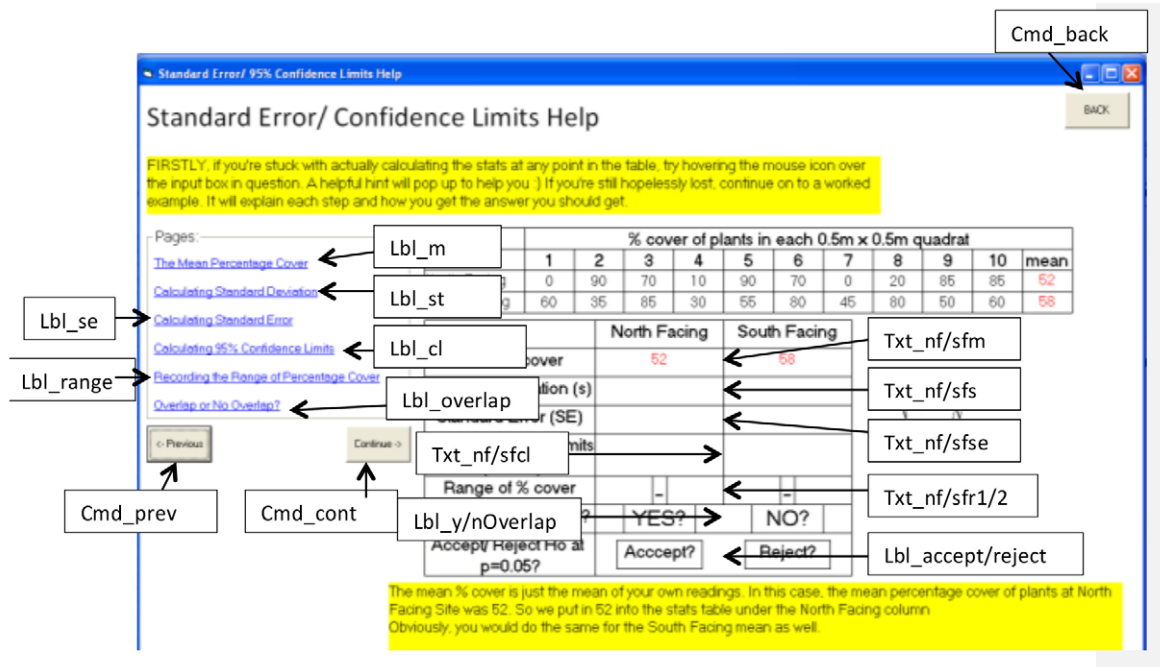 Cmd_back
Standard Error/ 95% Confidence Limits Help
BACK
Standard Error/ Confidence Limits Help
FIRSTLY, if you're stuck with actually calculating the stats at any point in the table, try hovering the mouse icon over
the input box in question. A helpful hint will pop up to help you :) If you're still hopelessly lost, continue on to a worked
example. It will explain each step and how you get the answer you should get.
Pages:
The Mean Percentage Cover
Calculating Standard Deviation
Calculating Standard Error
Calculating 95% Confidence Limits
Recording the Range of Percentage Cover
Overlap or No Overlap?
Lbl_m
Lbl_st
Lbl_se
Lbl_cl
Lbl_range
Lbl_overlap
<- Previous
Continue ->
Cmd_prev
Cmd_cont
% cover of plants in each 0.5m x 0.5m quadrat
1 2 3 4 5 6 7 8 9 10 mean
0 90 70 10 90 70 0 20 85 85 52
60 35 85 30 55 80 45 80 50 60 58
North Facing South Facing
cover 52 58
(s)
Standard Error (SE)
Range of % cover - -
? YES? NO?
Accept/ Reject Ho at
p=0.05?
Acccept? Reject?
Txt_nf/sfm
Txt_nf/sfs
Txt_nf/sfse
Txt_nf/sfcl
Txt_nf/sfr1/2
Lbl_y/nOverlap
Lbl_accept/reject
The mean % cover is just the mean of your own readings. In this case, the mean percentage cover of plants at North
Facing Site was 52. So we put in 52 into the stats table under the North Facing column
Obviously, you would do the same for the South Facing mean as well.